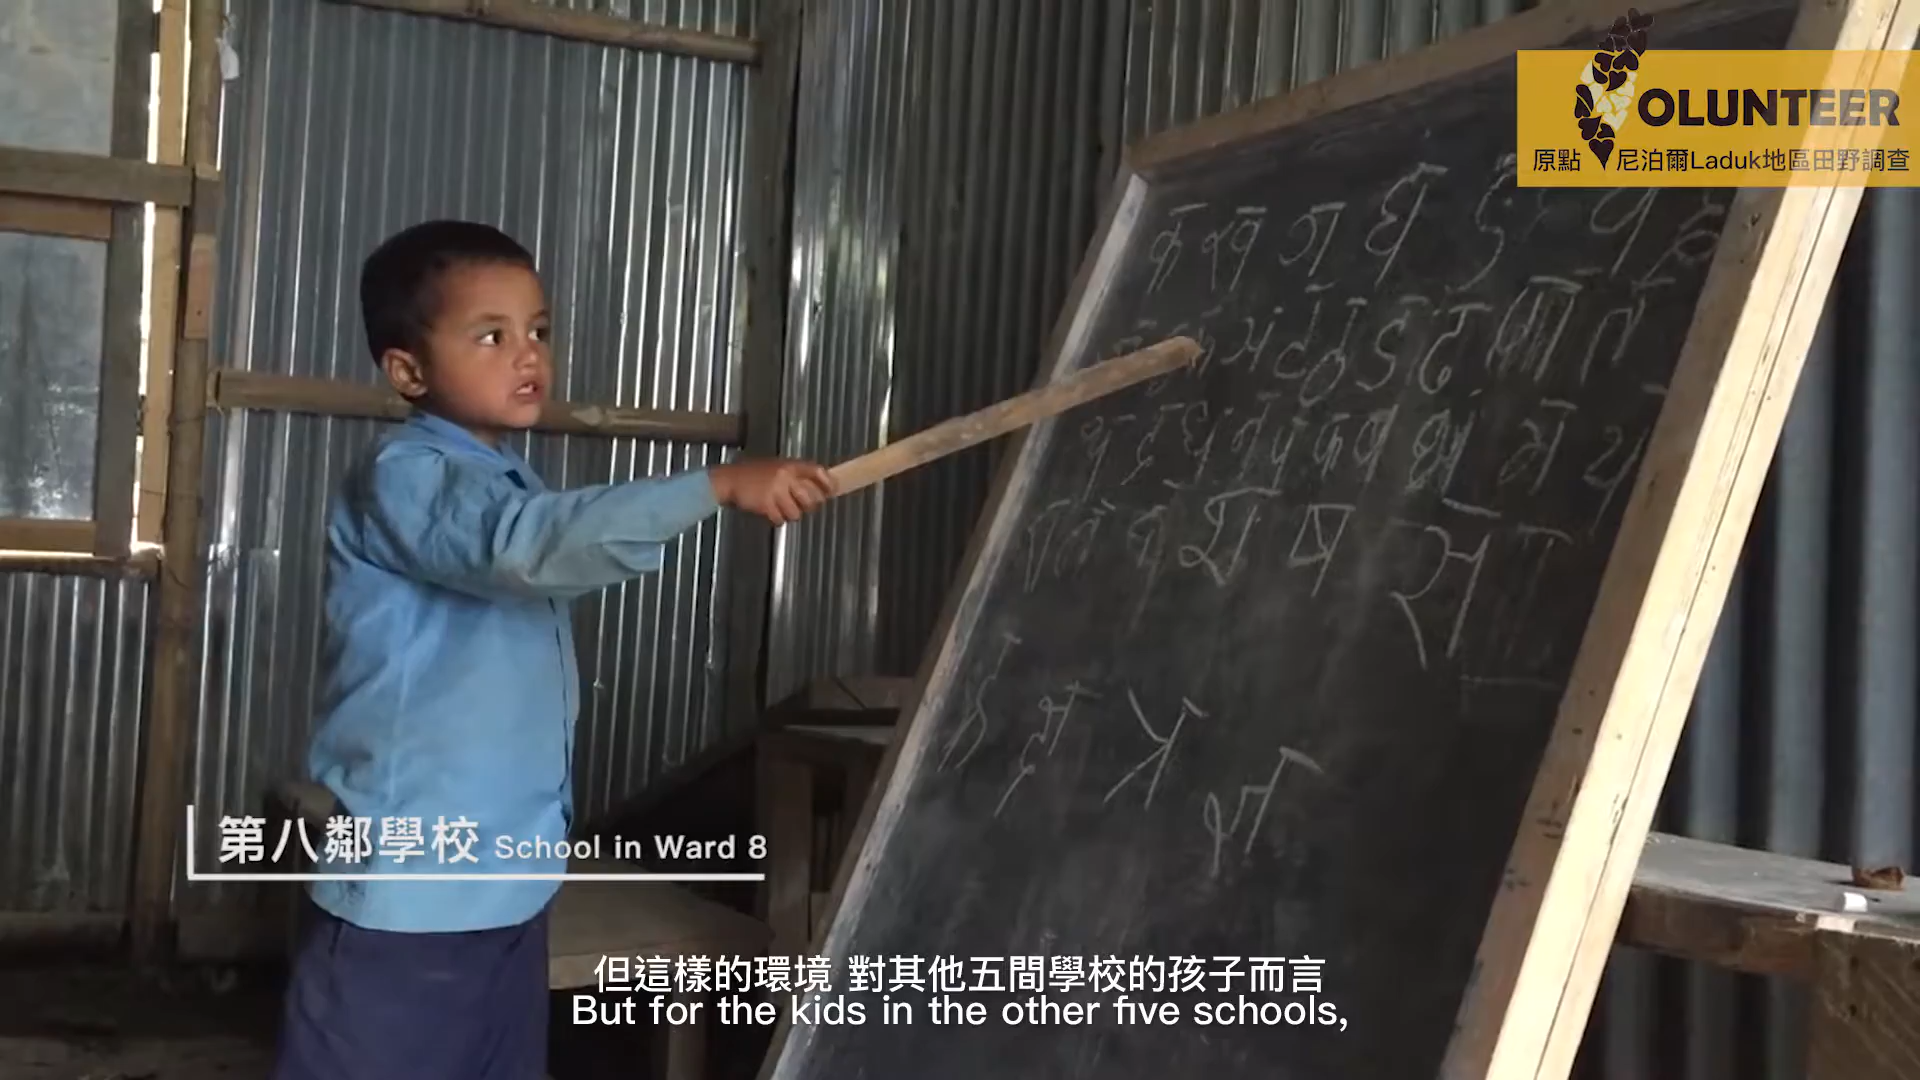 OLUNTEER
原點 尼泊爾Laduk地區田野調查
क ख ग घ ङ च छ
ट ठ ड ढ ण त
थ द ध न प फ ब भ म य
र ल व श ष स
第八鄰學校 School in Ward 8
但這樣的環境 對其他五間學校的孩子而言
But for the kids in the other five schools,